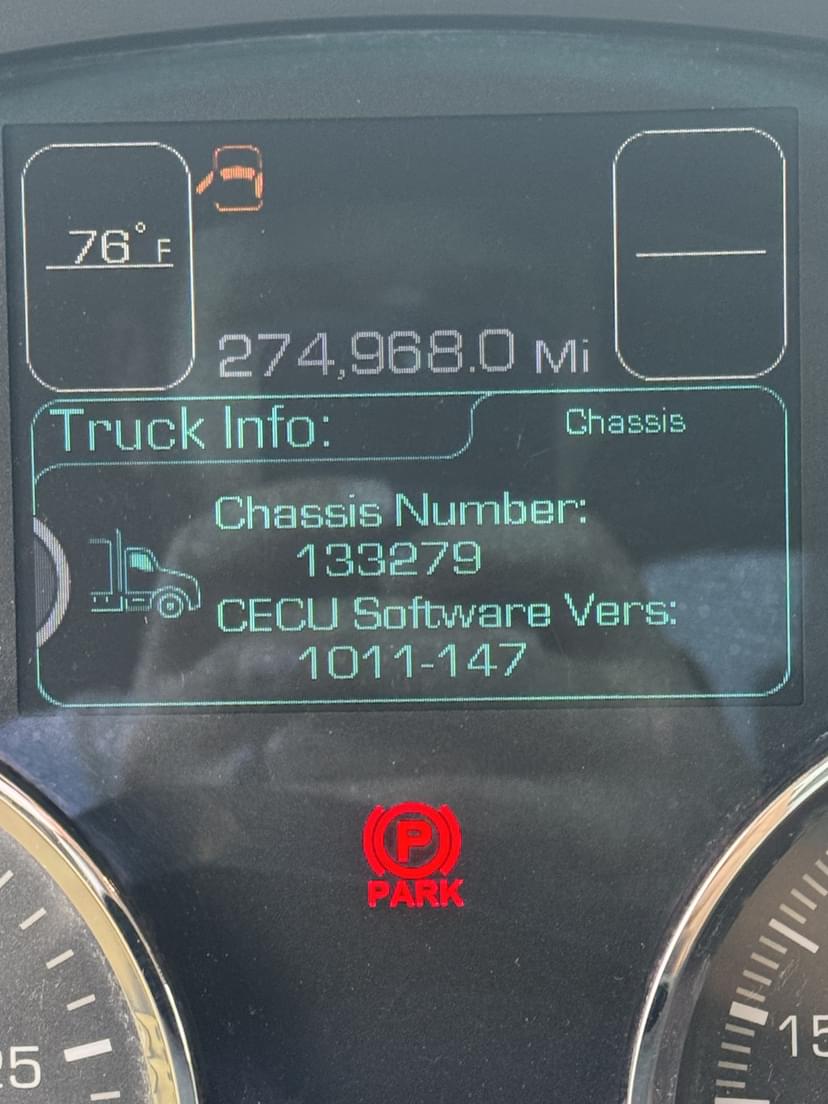 76° F
274,968.0 Mi
Truck Info:
Chassis
Chassis Number:
133279
CECU Software Vers:
1011-147
P
PARK
25
15